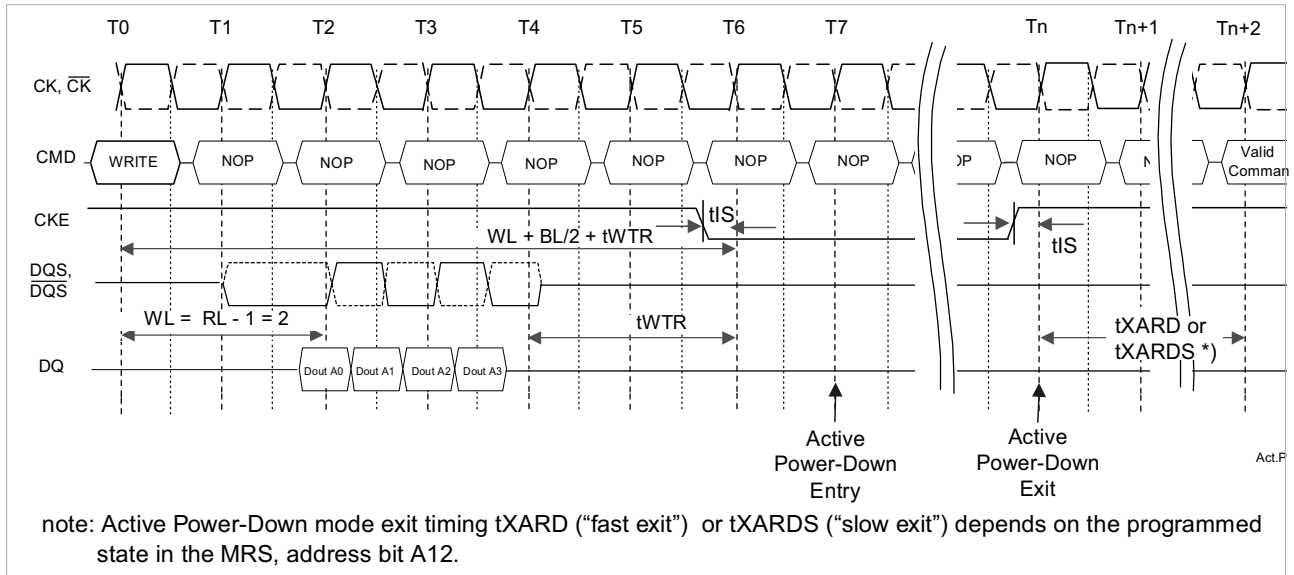 T0 T1 T2 T3 T4 T5 T6 T7 Tn Tn+1 Tn+2
CK, CK
CMD WRITE NOP NOP NOP NOP NOP NOP NOP OP NOP N Valid
Comman
CKE tIS
WL + BL/2 + tWTR tIS
DQS,
DQS
WL = RL - 1 = 2 tWTR tXARD or
tXARDS *)
DQ Dout A0 Dout A1 Dout A2 Dout A3
Active
Power-Down
Entry
Active
Power-Down
Exit
Act.P
note: Active Power-Down mode exit timing tXARD (“fast exit”) or tXARDS (“slow exit”) depends on the programmed
state in the MRS, address bit A12.